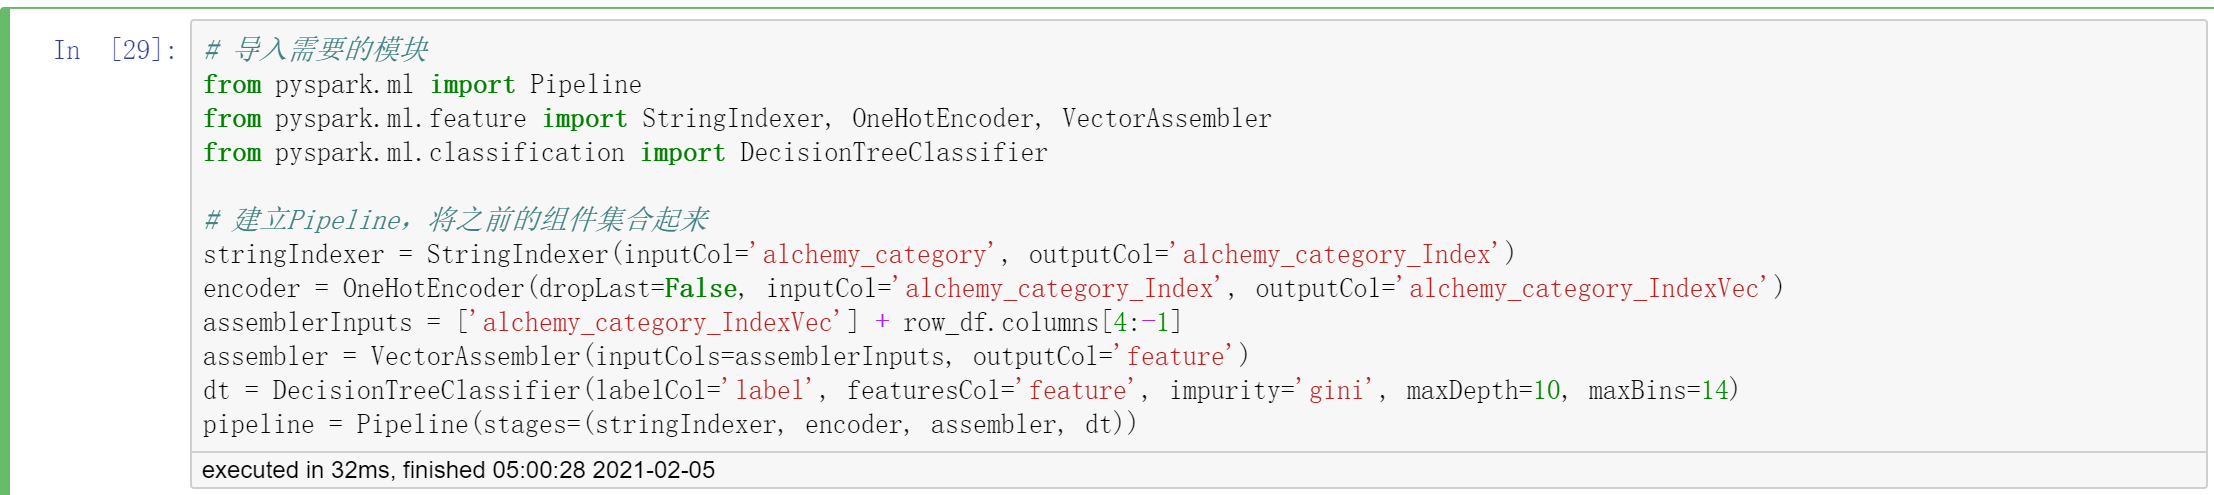 In [29]:
# 导入需要的模块
from pyspark.ml import Pipeline
from pyspark.ml.feature import StringIndexer, OneHotEncoder, VectorAssembler
from pyspark.ml.classification import DecisionTreeClassifier
# 建立Pipeline，将之前的组件集合起来
stringIndexer = StringIndexer(inputCol='alchemy_category', outputCol='alchemy_category_Index')
encoder = OneHotEncoder(dropLast=False, inputCol='alchemy_category_Index', outputCol='alchemy_category_IndexVec')
assemblerInputs = ['alchemy_category_IndexVec'] + row_df.columns[4:-1]
assembler = VectorAssembler(inputCols=assemblerInputs, outputCol='feature')
dt = DecisionTreeClassifier(labelCol='label', featuresCol='feature', impurity='gini', maxDepth=10, maxBins=14)
pipeline = Pipeline(stages=(stringIndexer, encoder, assembler, dt))
executed in 32ms, finished 05:00:28 2021-02-05